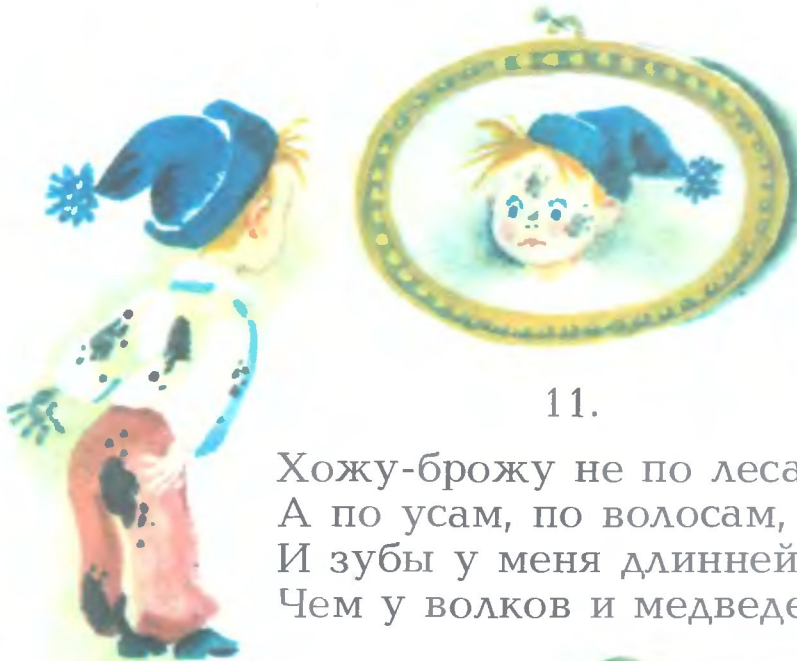 11.
Хожу-брожу не по леса
А по усам, по волосам,
И зубы у меня длинней
Чем у волков и медведе